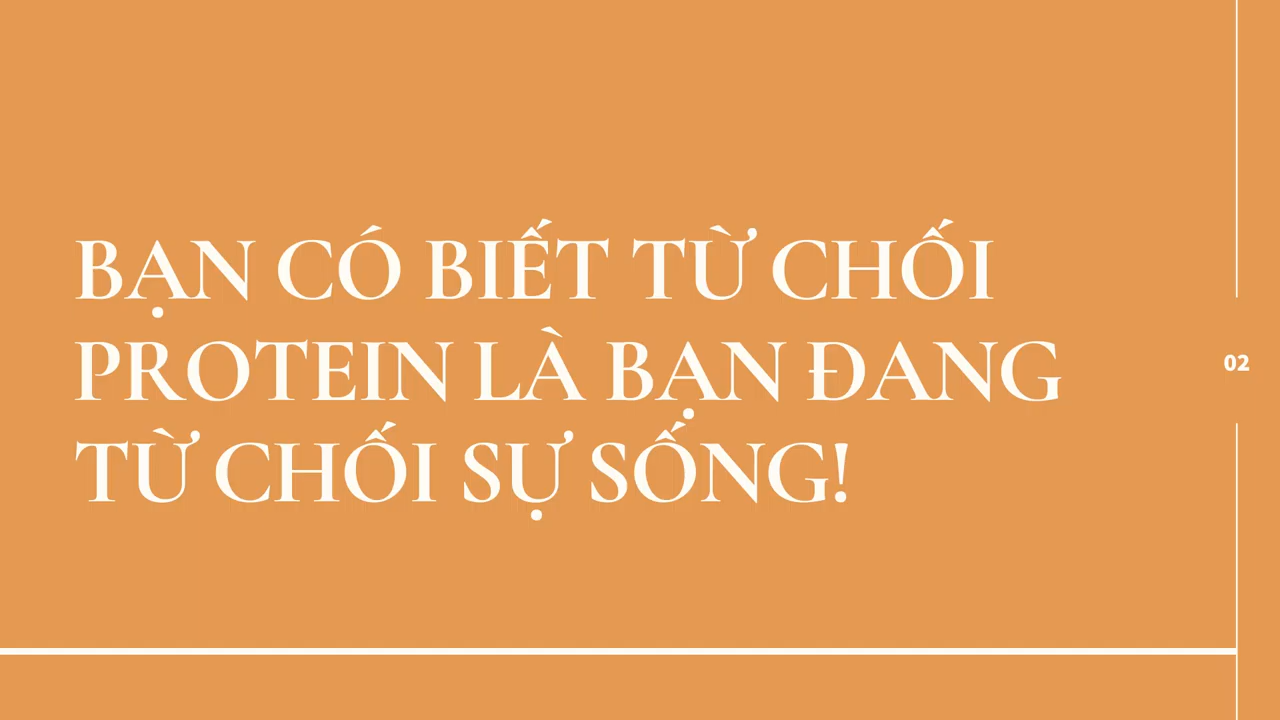 BẠN CÓ BIẾT TỪ CHỐI
PROTEIN LÀ BẠN ĐANG
TỪ CHỐI SỰ SỐNG!
02